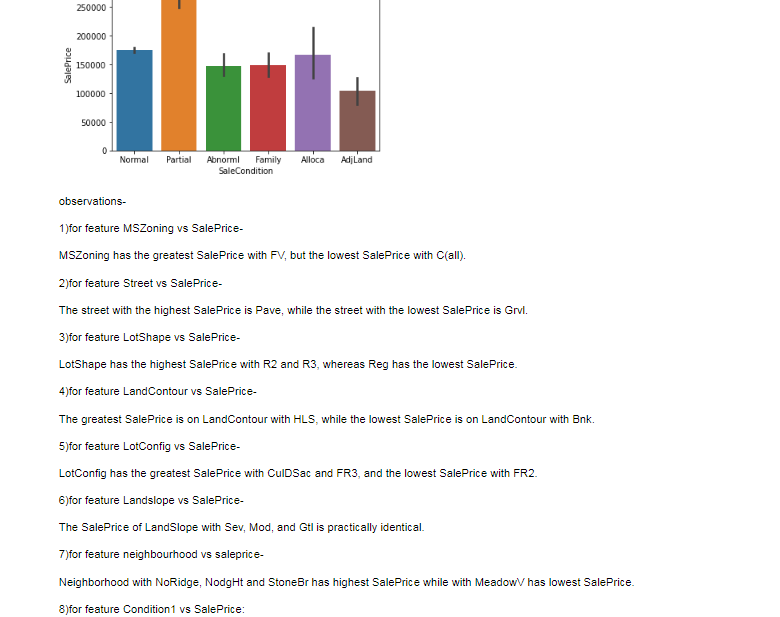 250000
200000
150000
100000
50000
0
SalePrice
Normal Partial Abnorml Family Alloca AdjLand
SaleCondition
observations-
1)for feature MSZoning vs SalePrice-
MSZoning has the greatest SalePrice with FV, but the lowest SalePrice with C(all).
2)for feature Street vs SalePrice-
The street with the highest SalePrice is Pave, while the street with the lowest SalePrice is Grvl.
3)for feature LotShape vs SalePrice-
LotShape has the highest SalePrice with R2 and R3, whereas Reg has the lowest SalePrice.
4)for feature LandContour vs SalePrice-
The greatest SalePrice is on LandContour with HLS, while the lowest SalePrice is on LandContour with Bnk.
5)for feature LotConfig vs SalePrice-
LotConfig has the greatest SalePrice with CulDSac and FR3, and the lowest SalePrice with FR2.
6)for feature Landslope vs SalePrice-
The SalePrice of LandSlope with Sev, Mod, and Gtl is practically identical.
7)for feature neighbourhood vs saleprice-
Neighborhood with NoRidge, NodgHt and StoneBr has highest SalePrice while with MeadowV has lowest SalePrice.
8)for feature Condition1 vs SalePrice: